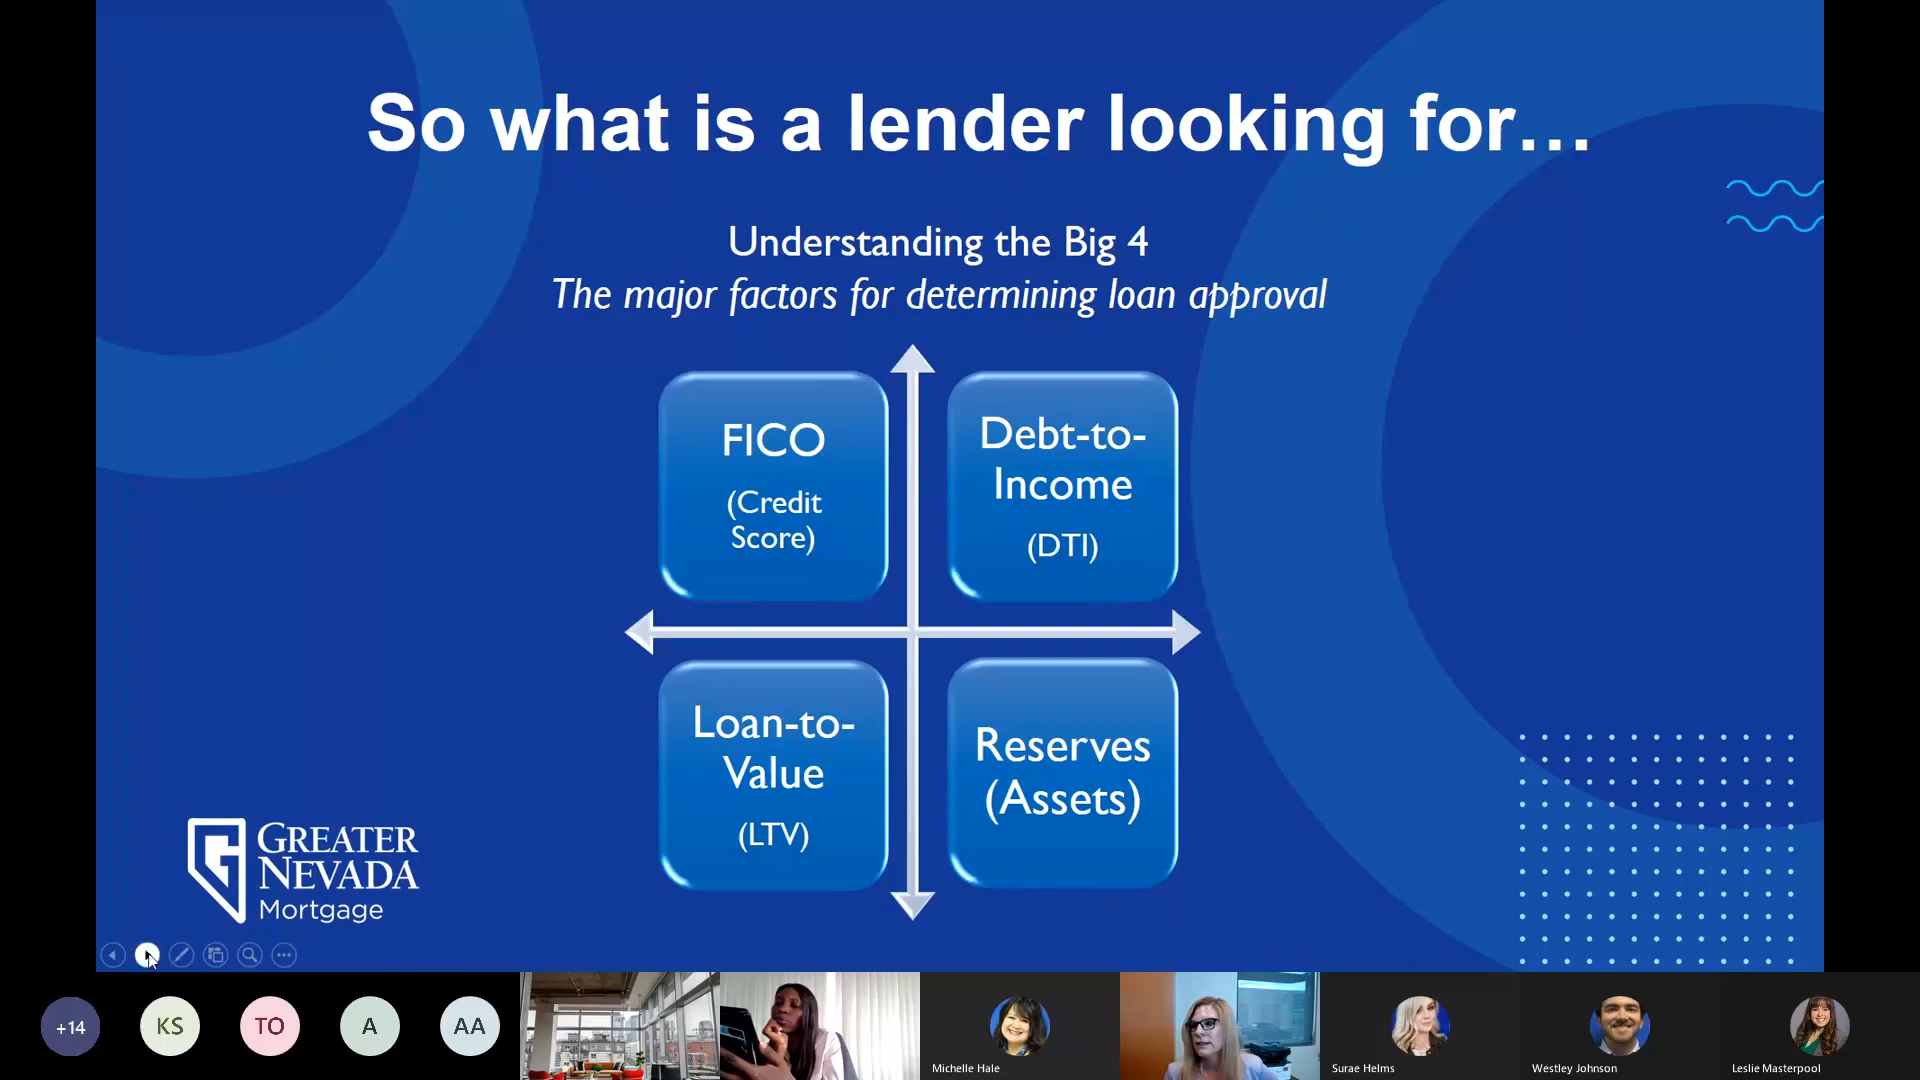 So what is a lender looking for…
Understanding the Big 4
The major factors for determining loan approval
FICO
(Credit
Score)
Debt-to-
Income
(DTI)
Loan-to-
Value
(LTV)
Reserves
(Assets)
GREATER
NEVADA
Mortgage
+14
KS
TO
A
AA
Michelle Hale
Surae Helms
Westley Johnson
Leslie Masterpool